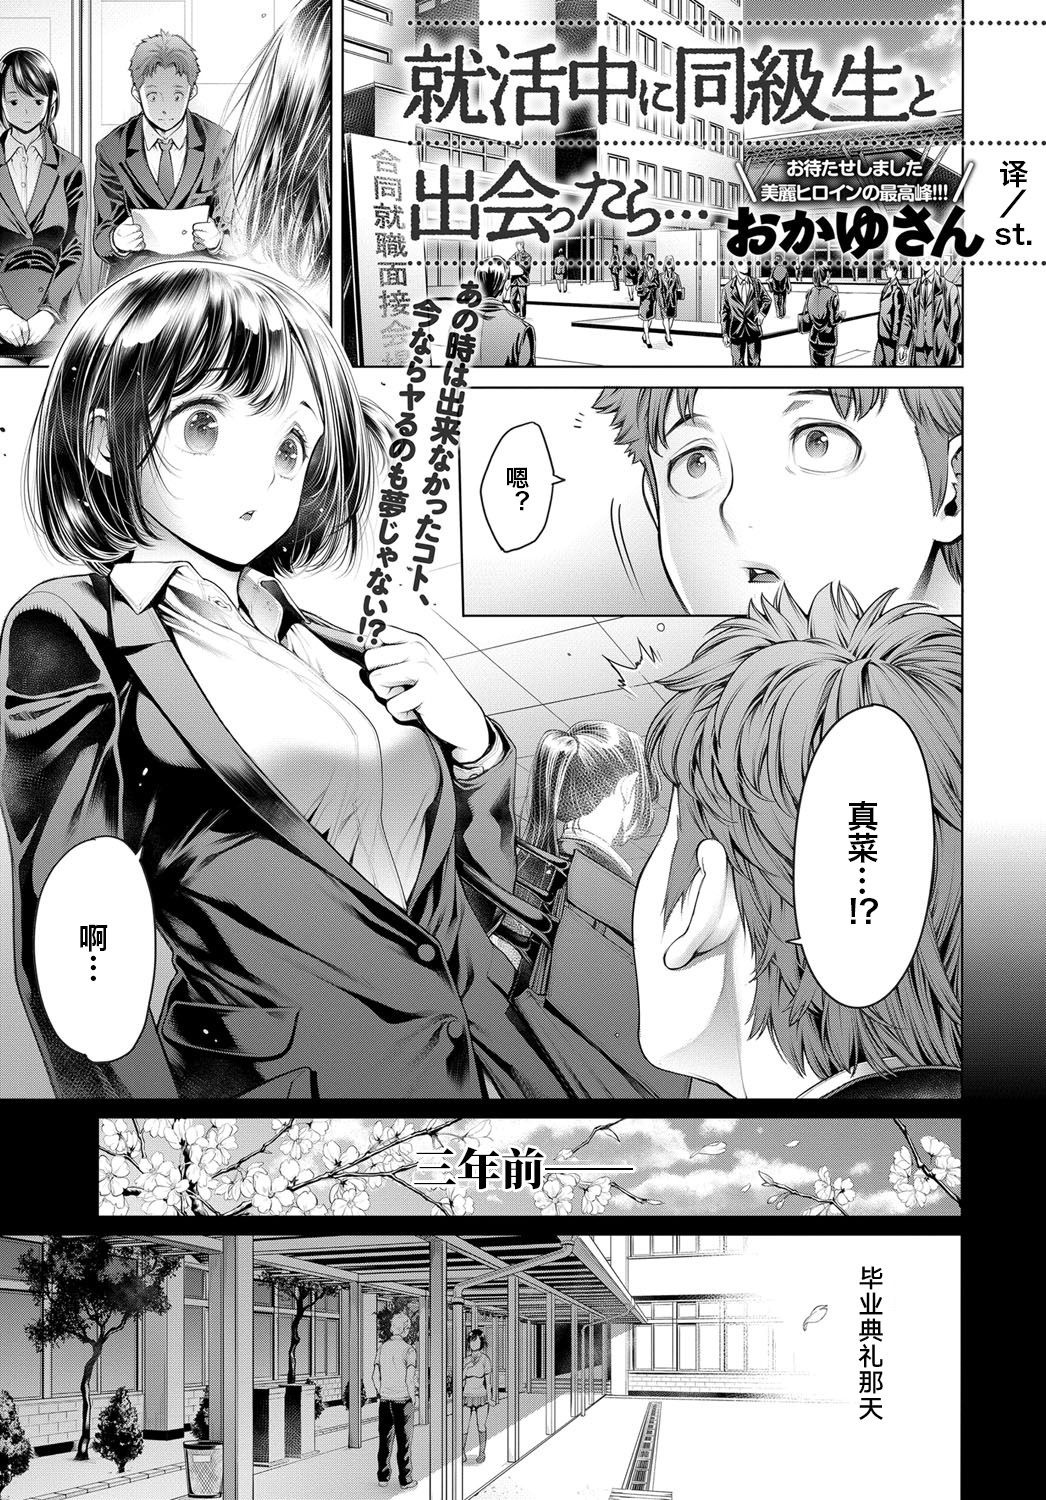 就活中に同級生と
出会ったら…
お待たせしました
美麗ヒロインの最高峰!!!
おかゆさん
译/st.
合同就職面接会場
あの時は出来なかったコト、
今ならヤるのも夢じゃない!?
嗯?
真菜…!?
啊…
三年前——
毕业典礼那天